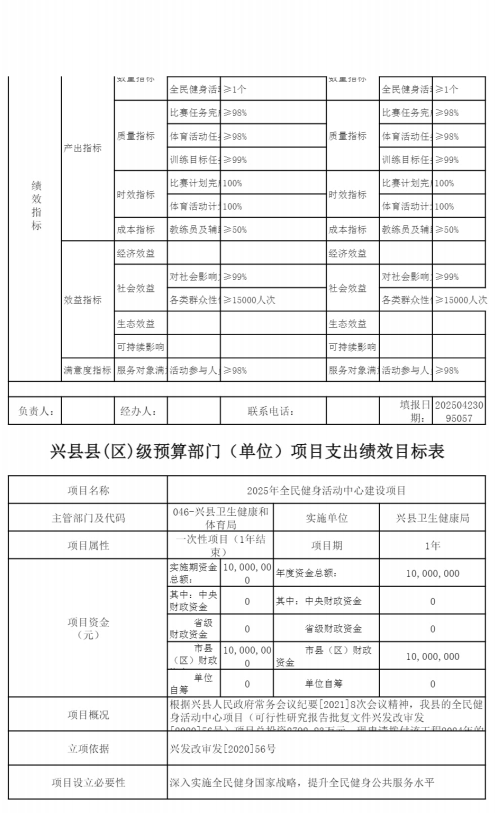 全民健身活 ≥1个 全民健身活 ≥1个
绩效指标
产出指标
质量指标 比赛任务完 ≥98% 质量指标 比赛任务完 ≥98%
体育活动任 ≥98% 体育活动任 ≥98%
训练目标任 ≥99% 训练目标任 ≥99%
时效指标 比赛计划完 100% 时效指标 比赛计划完 100%
体育活动计 100% 体育活动计 100%
成本指标 教练员及辅 ≥50% 成本指标 教练员及辅 ≥50%
效益指标
经济效益 经济效益
社会效益 对社会影响 ≥99% 社会效益 对社会影响 ≥99%
各类群众性 ≥15000人次 各类群众性 ≥15000人次
生态效益 生态效益
可持续影响 可持续影响
满意度指标 服务对象满 活动参与人 ≥98% 服务对象满 活动参与人 ≥98%
负责人: 经办人: 联系电话: 填报日期: 20250423095057
兴县县(区)级预算部门（单位）项目支出绩效目标表
项目名称 2025年全民健身活动中心建设项目
主管部门及代码 046-兴县卫生健康和体育局 实施单位 兴县卫生健康局
项目属性 一次性项目（1年结束） 项目期 1年
项目资金（元）
实施期资金总额: 10,000,000 年度资金总额: 10,000,000
其中: 中央财政资金 0 其中: 中央财政资金 0
省级财政资金 0 省级财政资金 0
市县（区）财政 10,000,000 市县（区）财政资金 10,000,000
单位自筹 0 单位自筹 0
项目概况 根据兴县人民政府常务会议纪要[2021]8次会议精神，我县的全民健
身活动中心项目（可行性研究报告批复文件兴发改审发
立项依据 兴发改审发[2020]56号
项目设立必要性 深入实施全民健身国家战略，提升全民健身公共服务水平